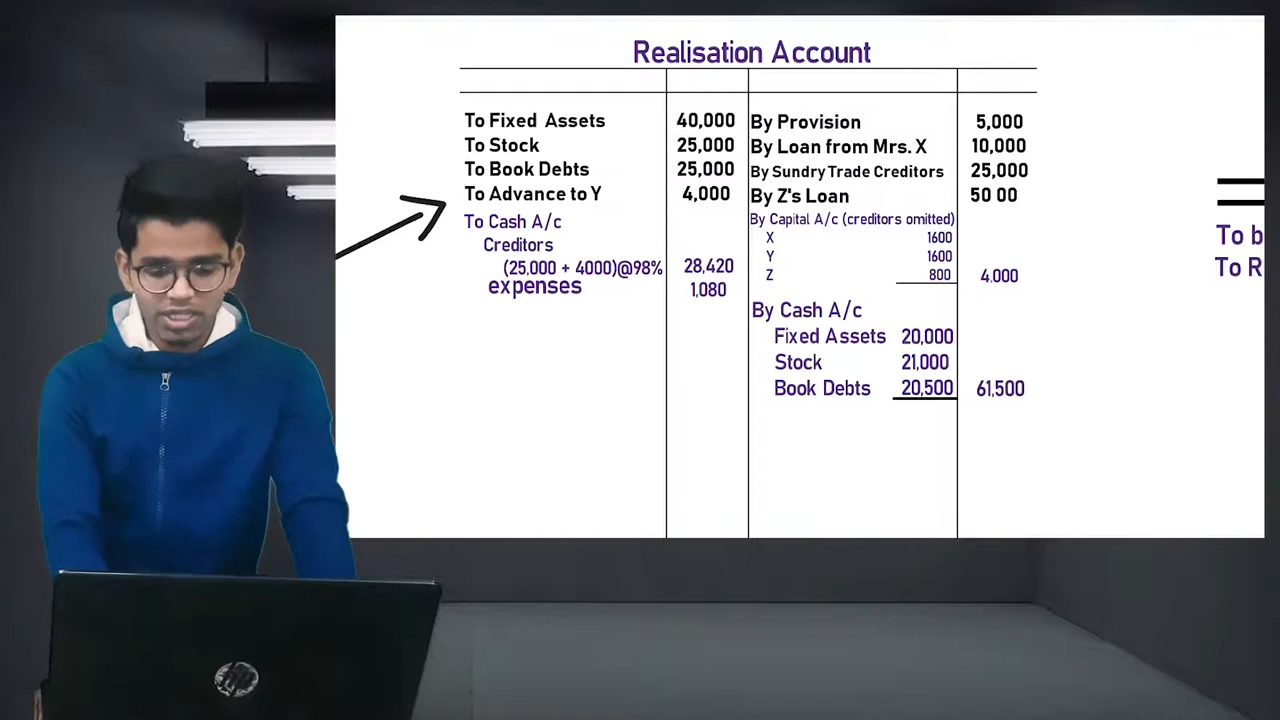 Realisation Account
To Fixed Assets 40,000 By Provision 5,000
To Stock 25,000 By Loan from Mrs. X 10,000
To Book Debts 25,000 By Sundry Trade Creditors 25,000
To Advance to Y 4,000 By Z's Loan 50 00
To Cash A/c By Capital A/c (creditors omitted)
X 1600
Creditors
Y 1600
(25,000 + 4000)@98% 28,420 Z 800 4,000
expenses 1,080
By Cash A/c
Fixed Assets 20,000
Stock 21,000
Book Debts 20,500 61,500
To b
To R
hp